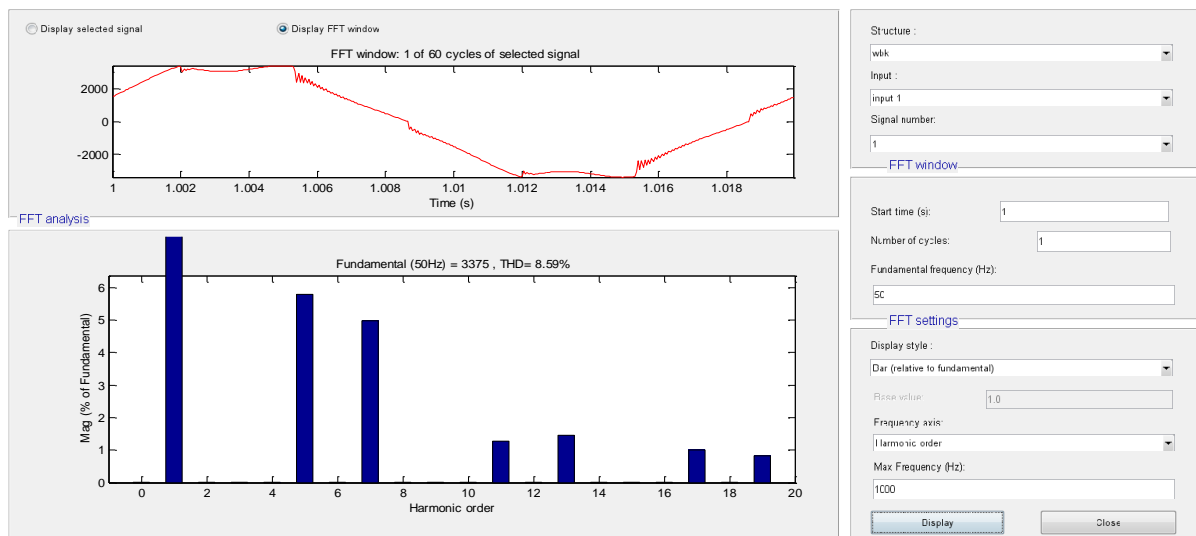 Display selected signal
Display FFT window
FFT window: 1 of 60 cycles of selected signal
2000
0
-2000
1 1.002 1.004 1.006 1.008 1.01 1.012 1.014 1.016 1.018
Time (s)
FFT analysis
Fundamental (50Hz) = 3375 , THD= 8.59%
6
5
4
3
2
1
0
Mag (% of Fundamental)
0 2 4 6 8 10 12 14 16 18 20
Harmonic order
Structure :
Input :
input 1
Signal number:
1
FFT window
Start time (s):
1
Number of cycles:
1
Fundamental frequency (Hz):
50
FFT settings
Display style :
Bar (relative to fundamental)
Base value:
1.0
Frequency axis:
Harmonic order
Max Frequency (Hz):
1000
Display
Close